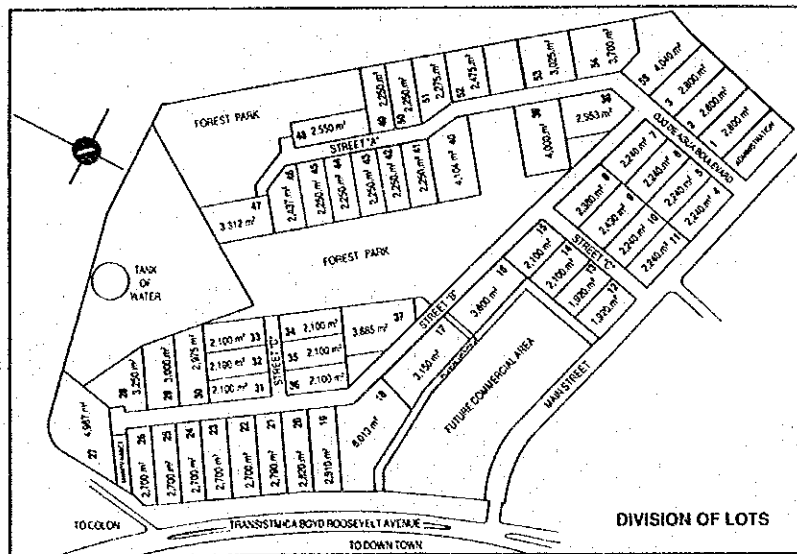 FOREST PARK
48 2,550 m²
49 2,250 m²
50 2,250 m²
51 2,275 m²
52 2,475 m²
53 3,025 m²
54 3,700 m²
55 4,040 m²
3 2,800 m²
2 2,800 m²
1 2,800 m²
ADMINISTRATION
OJO DE AGUA BOULEVARD
STREET "A"
47
3,312 m²
2,437 m² 46
2,250 m² 45
2,250 m² 44
2,250 m² 43
2,250 m² 42
2,250 m² 41
4,104 m² 40
4,000 m²
2,553 m²
2,240 m² 7
2,240 m² 6
2,240 m² 5
2,240 m² 4
2,380 m² 8
2,430 m² 9
2,240 m² 10
2,240 m² 11
STREET "C"
2,100 m² 15
2,100 m² 14
1,920 m² 13
1,920 m² 12
FOREST PARK
TANK
OF
WATER
STREET "B"
3,600 m² 16
3,150 m² 17
FUTURE COMMERCIAL AREA
MAIN STREET
28 3,250 m²
29 3,000 m²
30 2,975 m²
2,100 m² 33
2,100 m² 32
2,100 m² 31
STREET "C"
34 2,100 m²
35 2,100 m²
36 2,100 m²
3,885 m² 37
27 4,987 m²
2,700 m² 26
2,700 m² 25
2,700 m² 24
2,700 m² 23
2,700 m² 22
2,790 m² 21
2,820 m² 20
2,910 m² 19
6,013 m² 18
TO COLON
TRANSISTMICA BOYD ROOSEVELT AVENUE
TO DOWN TOWN
DIVISION OF LOTS